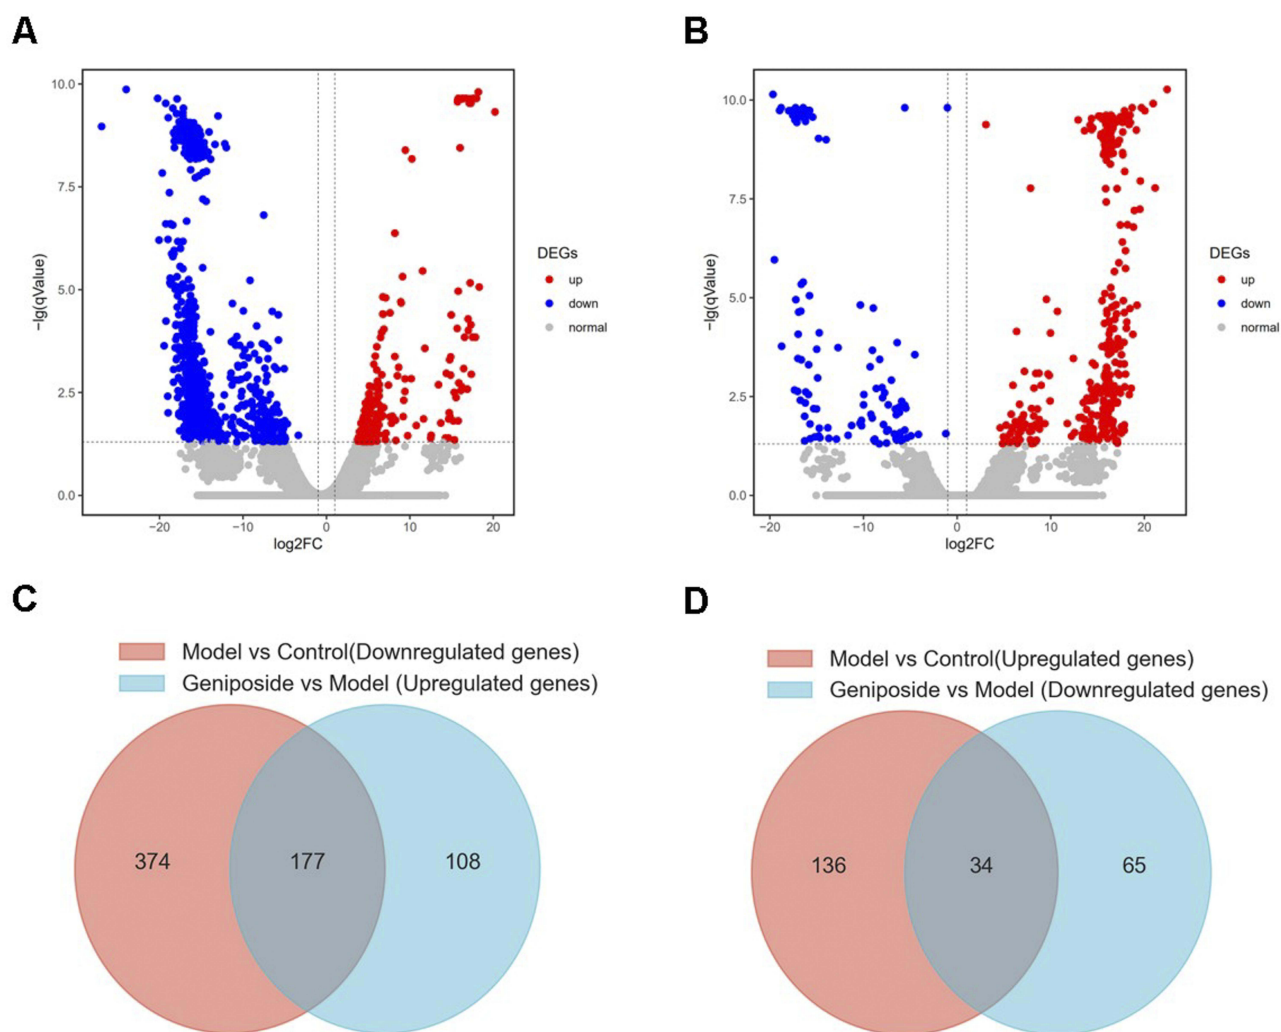 A
10.0
7.5
5.0
2.5
0.0
−lg(qValue)
−20
−10
0
10
20
log2FC
DEGs
up
down
normal
B
10.0
7.5
5.0
2.5
0.0
−lg(qValue)
−20
−10
0
10
20
log2FC
DEGs
up
down
normal
C
Model vs Control(Downregulated genes)
Geniposide vs Model (Upregulated genes)
374
177
108
D
Model vs Control(Upregulated genes)
Geniposide vs Model (Downregulated genes)
136
34
65